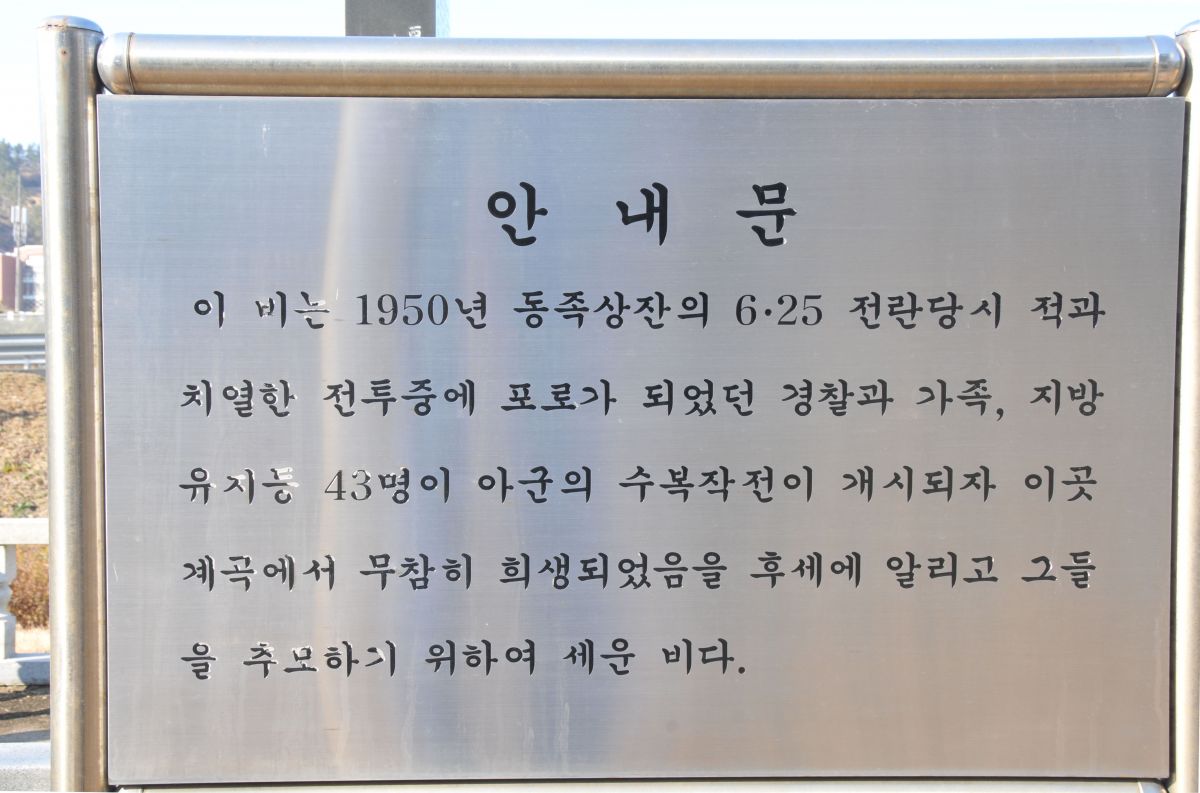 안 내 문
이 비는 1950년 동족상잔의 6·25 전란당시 적과
치열한 전투중에 포로가 되었던 경찰과 가족, 지방
유지등 43명이 아군의 수복작전이 개시되자 이곳
계곡에서 무참히 희생되었음을 후세에 알리고 그들
을 추모하기 위하여 세운 비다.